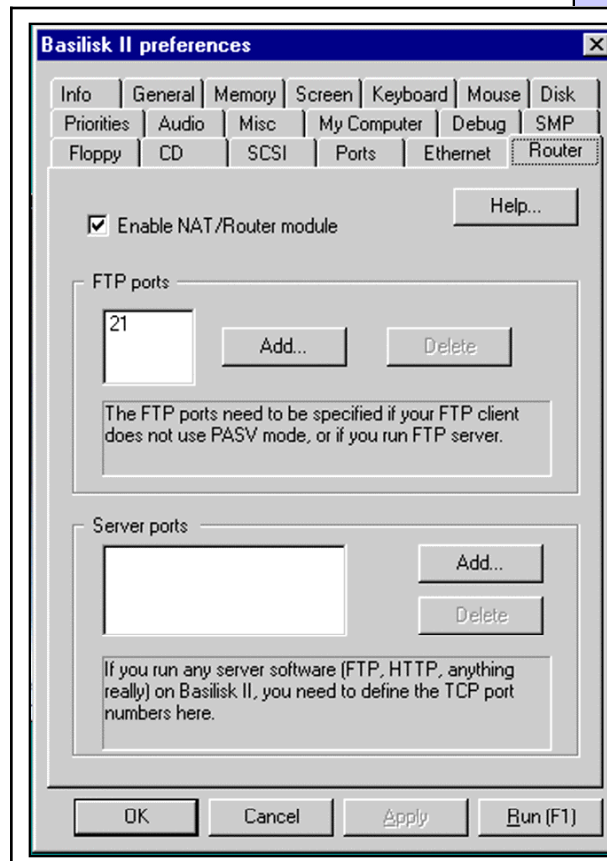 Basilisk II preferences
Info General Memory Screen Keyboard Mouse Disk
Priorities Audio Misc My Computer Debug SMP
Floppy CD SCSI Ports Ethernet Router
Help...
Enable NAT/Router module
FTP ports
21
Add...
Delete
The FTP ports need to be specified if your FTP client
does not use PASV mode, or if you run FTP server.
Server ports
Add...
Delete
If you run any server software (FTP, HTTP, anything
really) on Basilisk II, you need to define the TCP port
numbers here.
OK Cancel Apply Run (F1)